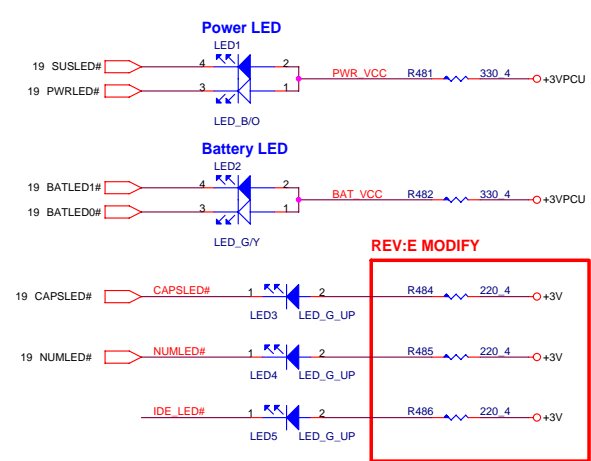 Power LED
LED1
19 SUSLED# 4 2 PWR_VCC R481 330_4 +3VPCU
19 PWRLED# 3 1
LED_B/O
Battery LED
LED2
19 BATLED1# 4 2 BAT_VCC R482 330_4 +3VPCU
19 BATLED0# 3 1
LED_G/Y
REV:E MODIFY
19 CAPSLED# CAPSLED# 1 2 R484 220_4 +3V
LED3 LED_G_UP
19 NUMLED# NUMLED# 1 2 R485 220_4 +3V
LED4 LED_G_UP
IDE_LED# 1 2 R486 220_4 +3V
LED5 LED_G_UP